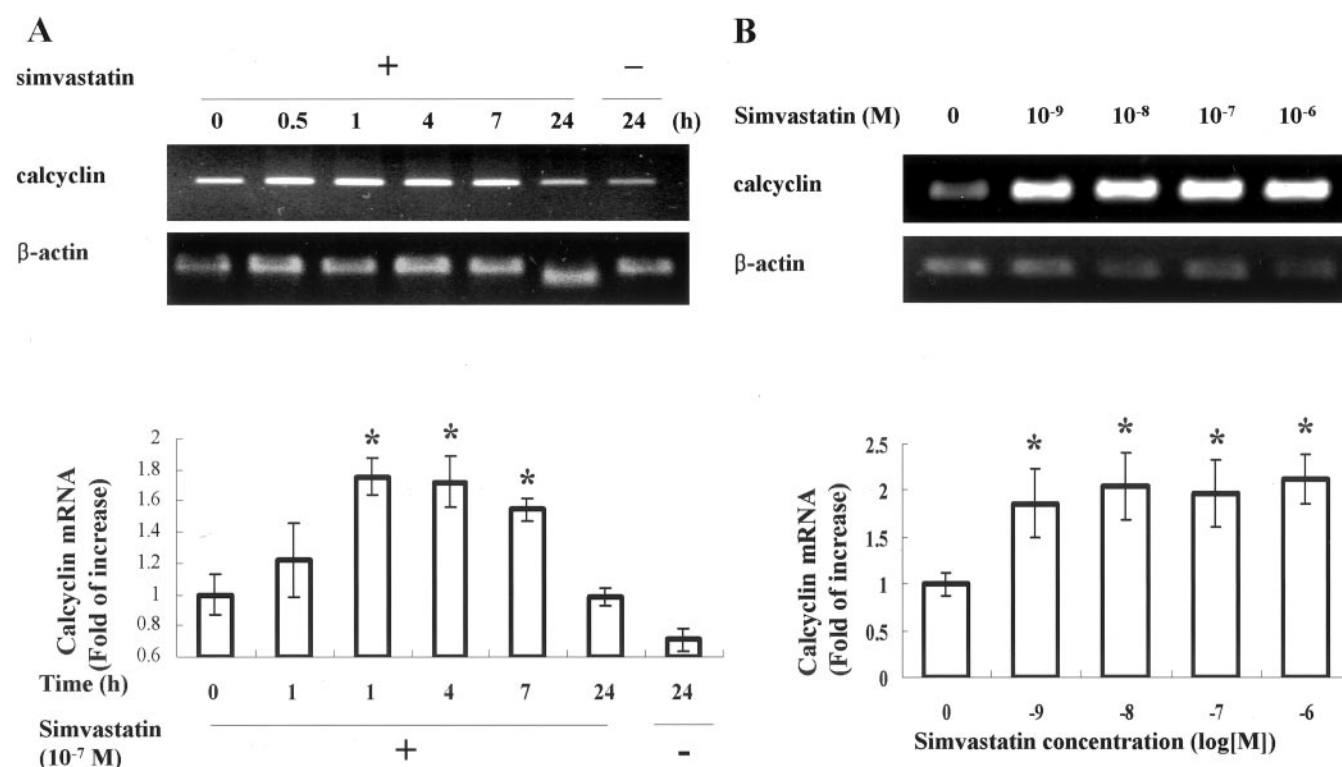 A
simvastatin + −
0 0.5 1 4 7 24 24 (h)
calcyclin
β-actin
Calcyclin mRNA
(Fold of increase)
2
1.8
1.6
1.4
1.2
1
0.8
0.6
* * *
Time (h) 0 1 1 4 7 24 24
Simvastatin
(10⁻⁷ M) + -
B
Simvastatin (M) 0 10⁻⁹ 10⁻⁸ 10⁻⁷ 10⁻⁶
calcyclin
β-actin
Calcyclin mRNA
(Fold of increase)
2.5
2
1.5
1
0.5
0
* * * *
0 -9 -8 -7 -6
Simvastatin concentration (log[M])